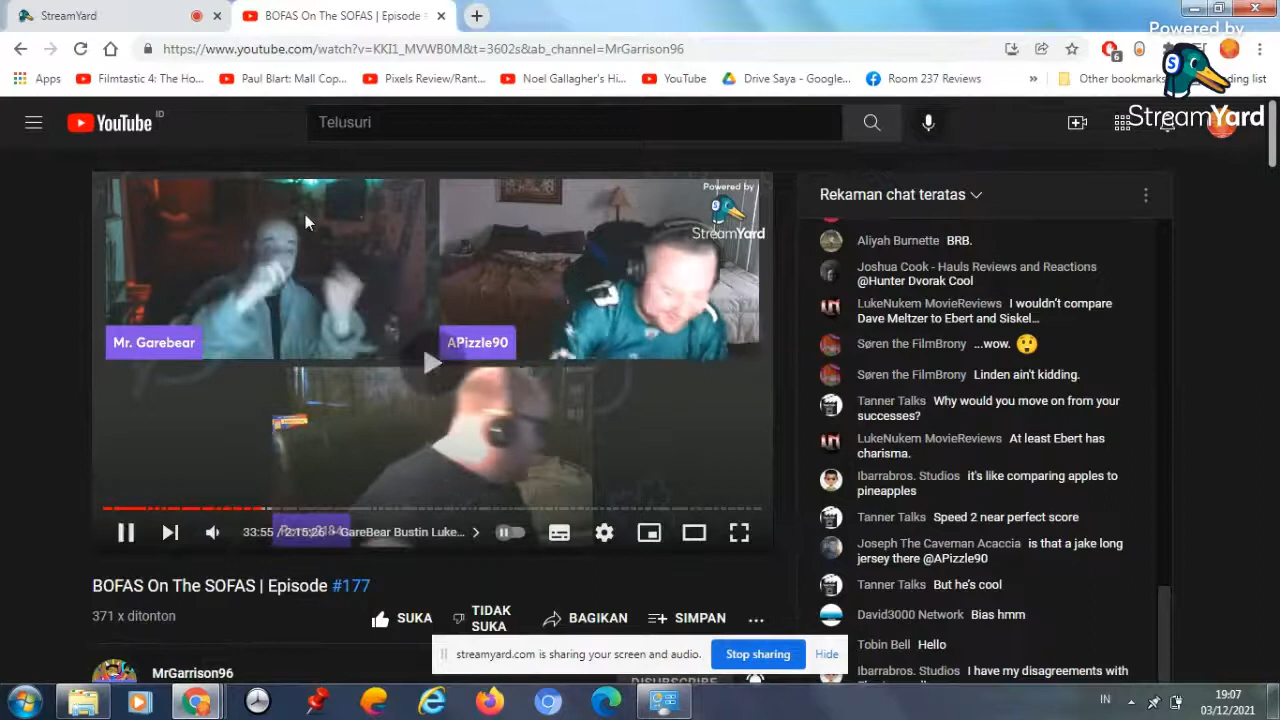 StreamYard
BOFAS On The SOFAS | Episode
Powered by
https://www.youtube.com/watch?v=KKI1_MVWB0M&t=3602s&ab_channel=MrGarrison96
6
Apps
Filmtastic 4: The Ho...
Paul Blart: Mall Cop...
Pixels Review/Rant...
Noel Gallagher's Hi...
YouTube
Drive Saya - Google...
Room 237 Reviews
»
Other bookmarks
StreamYard
YouTube ID
Telusuri
Powered by
StreamYard
Mr. Garebear
APizzle90
33:55 / 2:15:26 • GareBear Bustin Luke...
BOFAS On The SOFAS | Episode #177
371 x ditonton
SUKA
TIDAK
SUKA
BAGIKAN
SIMPAN
MrGarrison96
Rekaman chat teratas
Aliyah Burnette BRB.
Joshua Cook - Hauls Reviews and Reactions
@Hunter Dvorak Cool
LukeNukem MovieReviews I wouldn't compare
Dave Meltzer to Ebert and Siskel...
Søren the FilmBrony ...wow. 😲
Søren the FilmBrony Linden ain't kidding.
Tanner Talks Why would you move on from your
successes?
LukeNukem MovieReviews At least Ebert has
charisma.
Ibarrabros. Studios it's like comparing apples to
pineapples
Tanner Talks Speed 2 near perfect score
Joseph The Caveman Acaccia is that a jake long
jersey there @APizzle90
Tanner Talks But he's cool
David3000 Network Bias hmm
Tobin Bell Hello
Ibarrabros. Studios I have my disagreements with
streamyard.com is sharing your screen and audio.
Stop sharing
Hide
IN
19:07
03/12/2021